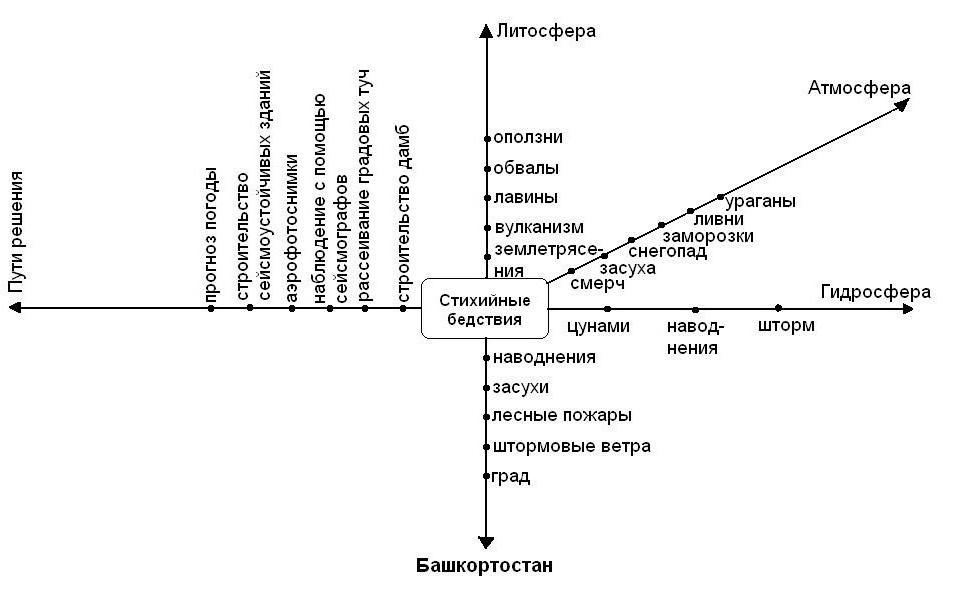 Литосфера
оползни
обвалы
лавины
вулканизм
землетрясе-
ния
Атмосфера
ураганы
ливни
заморозки
снегопад
засуха
смерч
Гидросфера
цунами
навод-
нения
шторм
Пути решения
прогноз погоды
строительство
сейсмоустойчивых зданий
аэрофотоснимки
наблюдение с помощью
сейсмографов
рассеивание градовых туч
строительство дамб
Стихийные
бедствия
наводнения
засухи
лесные пожары
штормовые ветра
град
Башкортостан